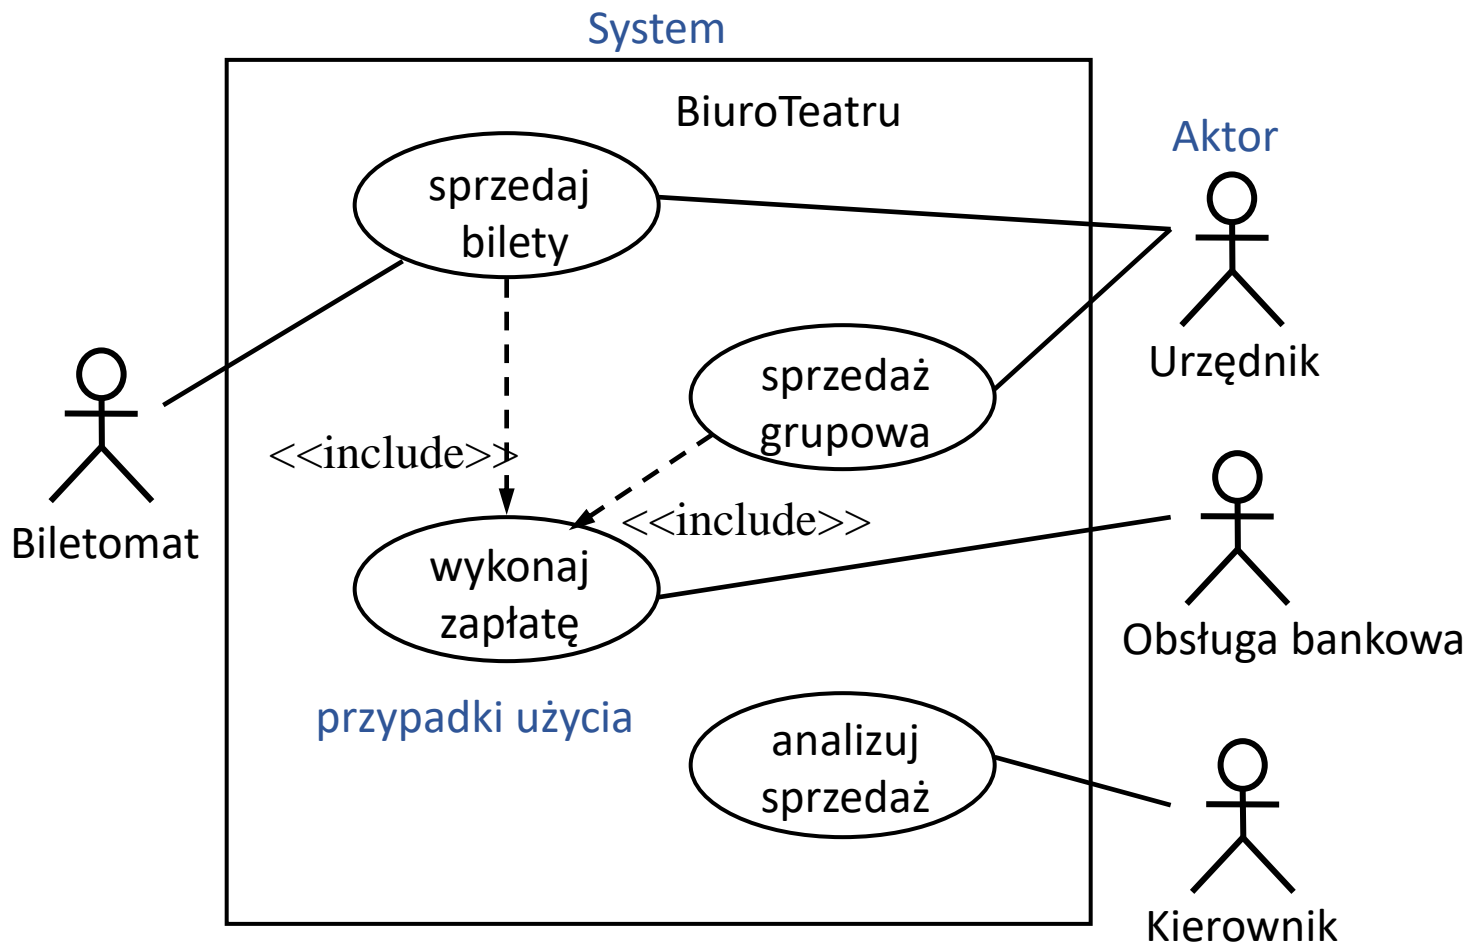 System
BiuroTeatru
Aktor
sprzedaj
bilety
Urzędnik
sprzedaż
grupowa
<<include>>
<<include>>
Biletomat
wykonaj
zapłatę
Obsługa bankowa
przypadki użycia
analizuj
sprzedaż
Kierownik